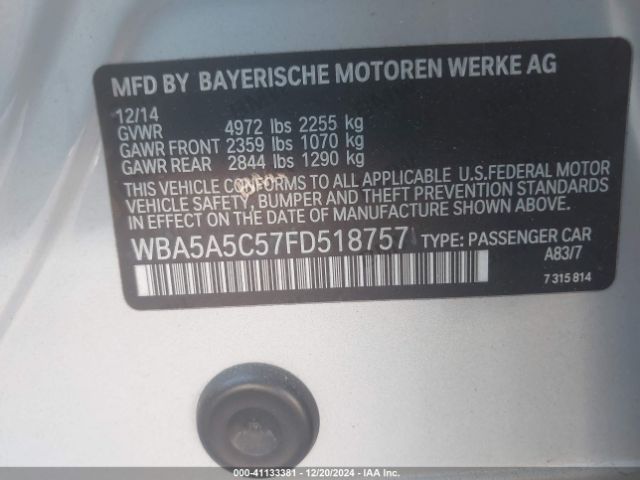 MFD BY BAYERISCHE MOTOREN WERKE AG
12/14
GVWR 4972 lbs 2255 kg
GAWR FRONT 2359 lbs 1070 kg
GAWR REAR 2844 lbs 1290 kg
THIS VEHICLE CONFORMS TO ALL APPLICABLE U.S.FEDERAL MOTOR
VEHICLE SAFETY, BUMPER AND THEFT PREVENTION STANDARDS
IN EFFECT ON THE DATE OF MANUFACTURE SHOWN ABOVE.
WBA5A5C57FD518757 TYPE: PASSENGER CAR
A83/7
7 315 814
000-41133381 - 12/20/2024 - IAA Inc.